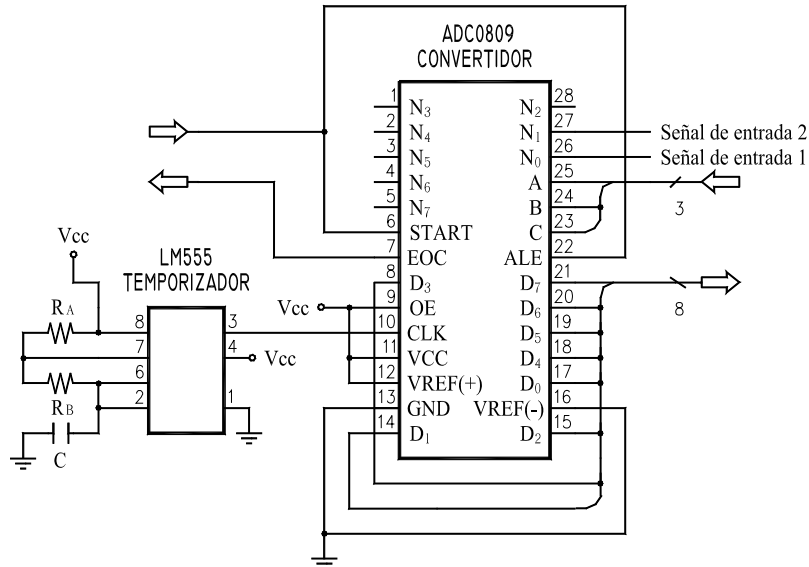 ADC0809
CONVERTIDOR
1 N3
2 N4
3 N5
4 N6
5 N7
6 START
7 EOC
8 D3
9 OE
10 CLK
11 VCC
12 VREF(+)
13 GND
14 D1
N2 28
N1 27 Señal de entrada 2
N0 26 Señal de entrada 1
A 25
B 24
C 23
ALE 22
D7 21
D6 20
D5 19
D4 18
D0 17
VREF(-) 16
D2 15
3
8
Vcc
LM555
TEMPORIZADOR
Vcc
RA
8 3
7 4 Vcc
6
RB 2 1
C